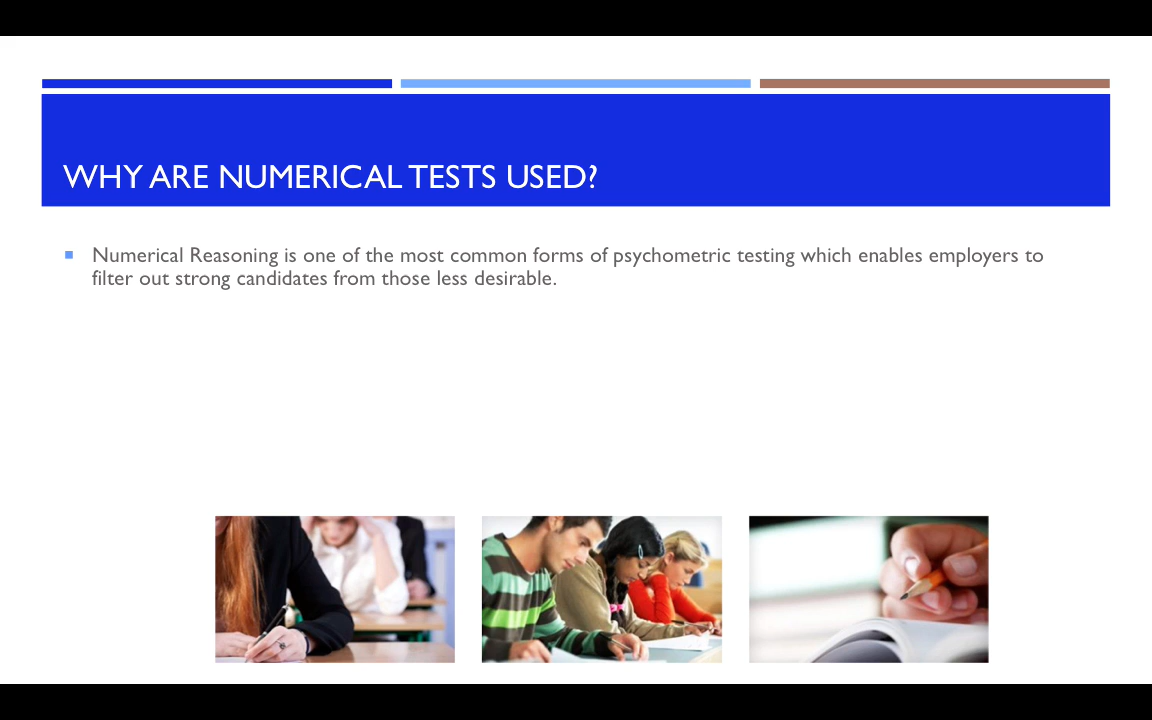 WHY ARE NUMERICAL TESTS USED?
Numerical Reasoning is one of the most common forms of psychometric testing which enables employers to
filter out strong candidates from those less desirable.